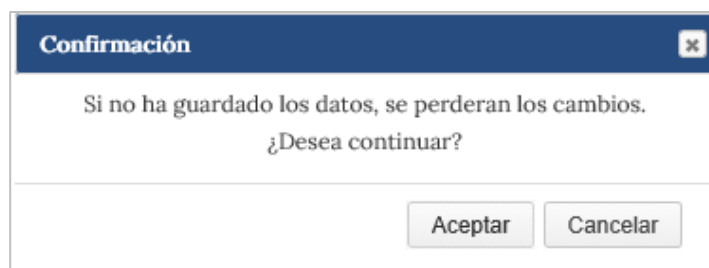 Confirmación
Si no ha guardado los datos, se perderan los cambios.
¿Desea continuar?
Aceptar Cancelar